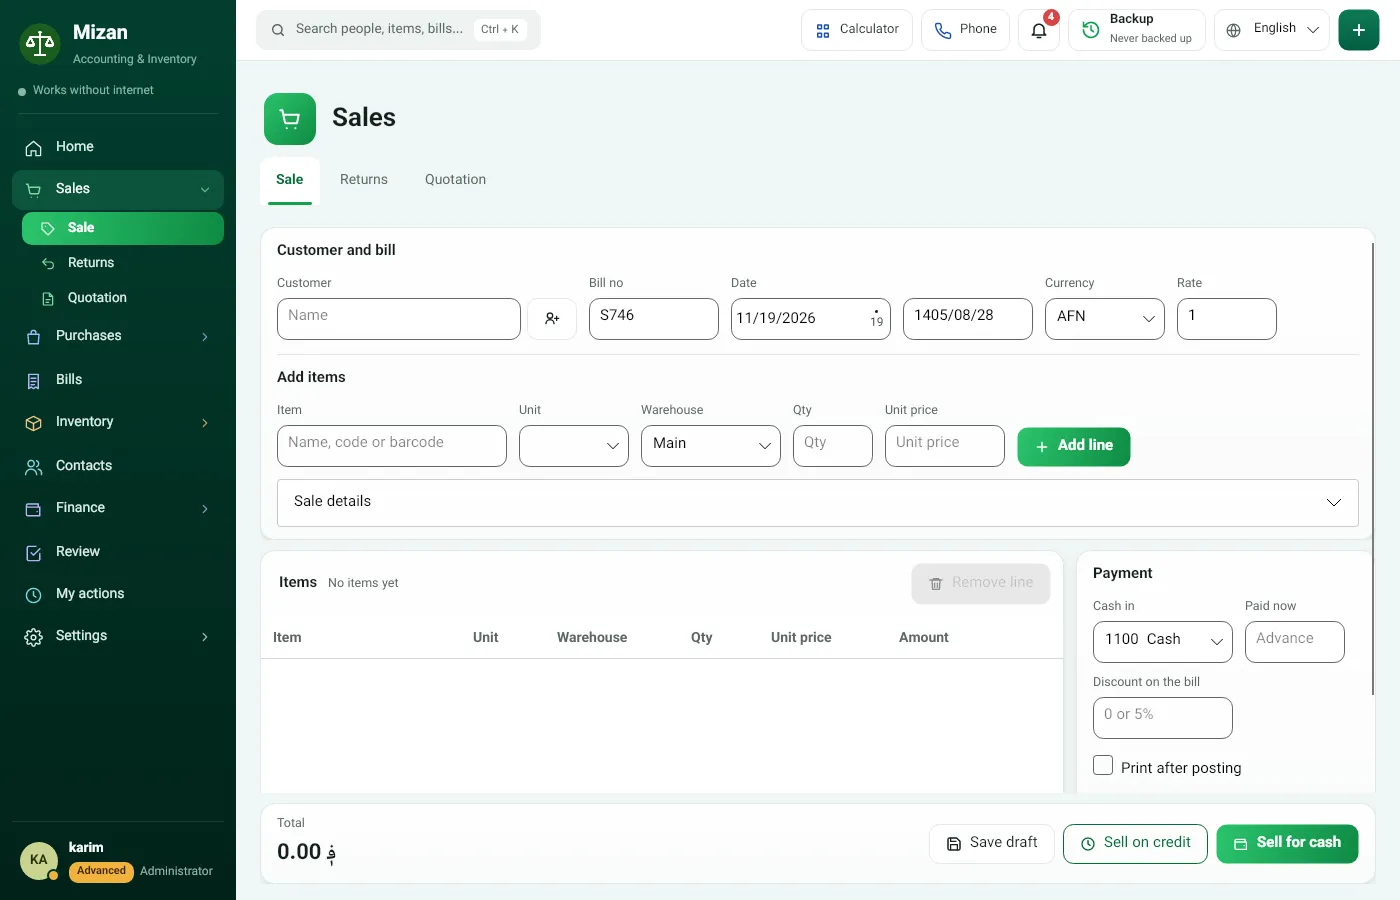 Mizan
Accounting & Inventory
Works without internet
Home
Sales
Sale
Returns
Quotation
Purchases
Bills
Inventory
Contacts
Finance
Review
My actions
Settings
KA
karim
Advanced Administrator
Search people, items, bills... Ctrl + K
Calculator
Phone
4
Backup
Never backed up
English
Sales
Sale Returns Quotation
Customer and bill
Customer Bill no Date Currency Rate
Name S746 11/19/2026 19 1405/08/28 AFN 1
Add items
Item Unit Warehouse Qty Unit price
Name, code or barcode Main Qty Unit price + Add line
Sale details
Items No items yet Remove line
Item Unit Warehouse Qty Unit price Amount
Payment
Cash in Paid now
1100 Cash Advance
Discount on the bill
0 or 5%
Print after posting
Total
0.00 ؋
Save draft Sell on credit Sell for cash